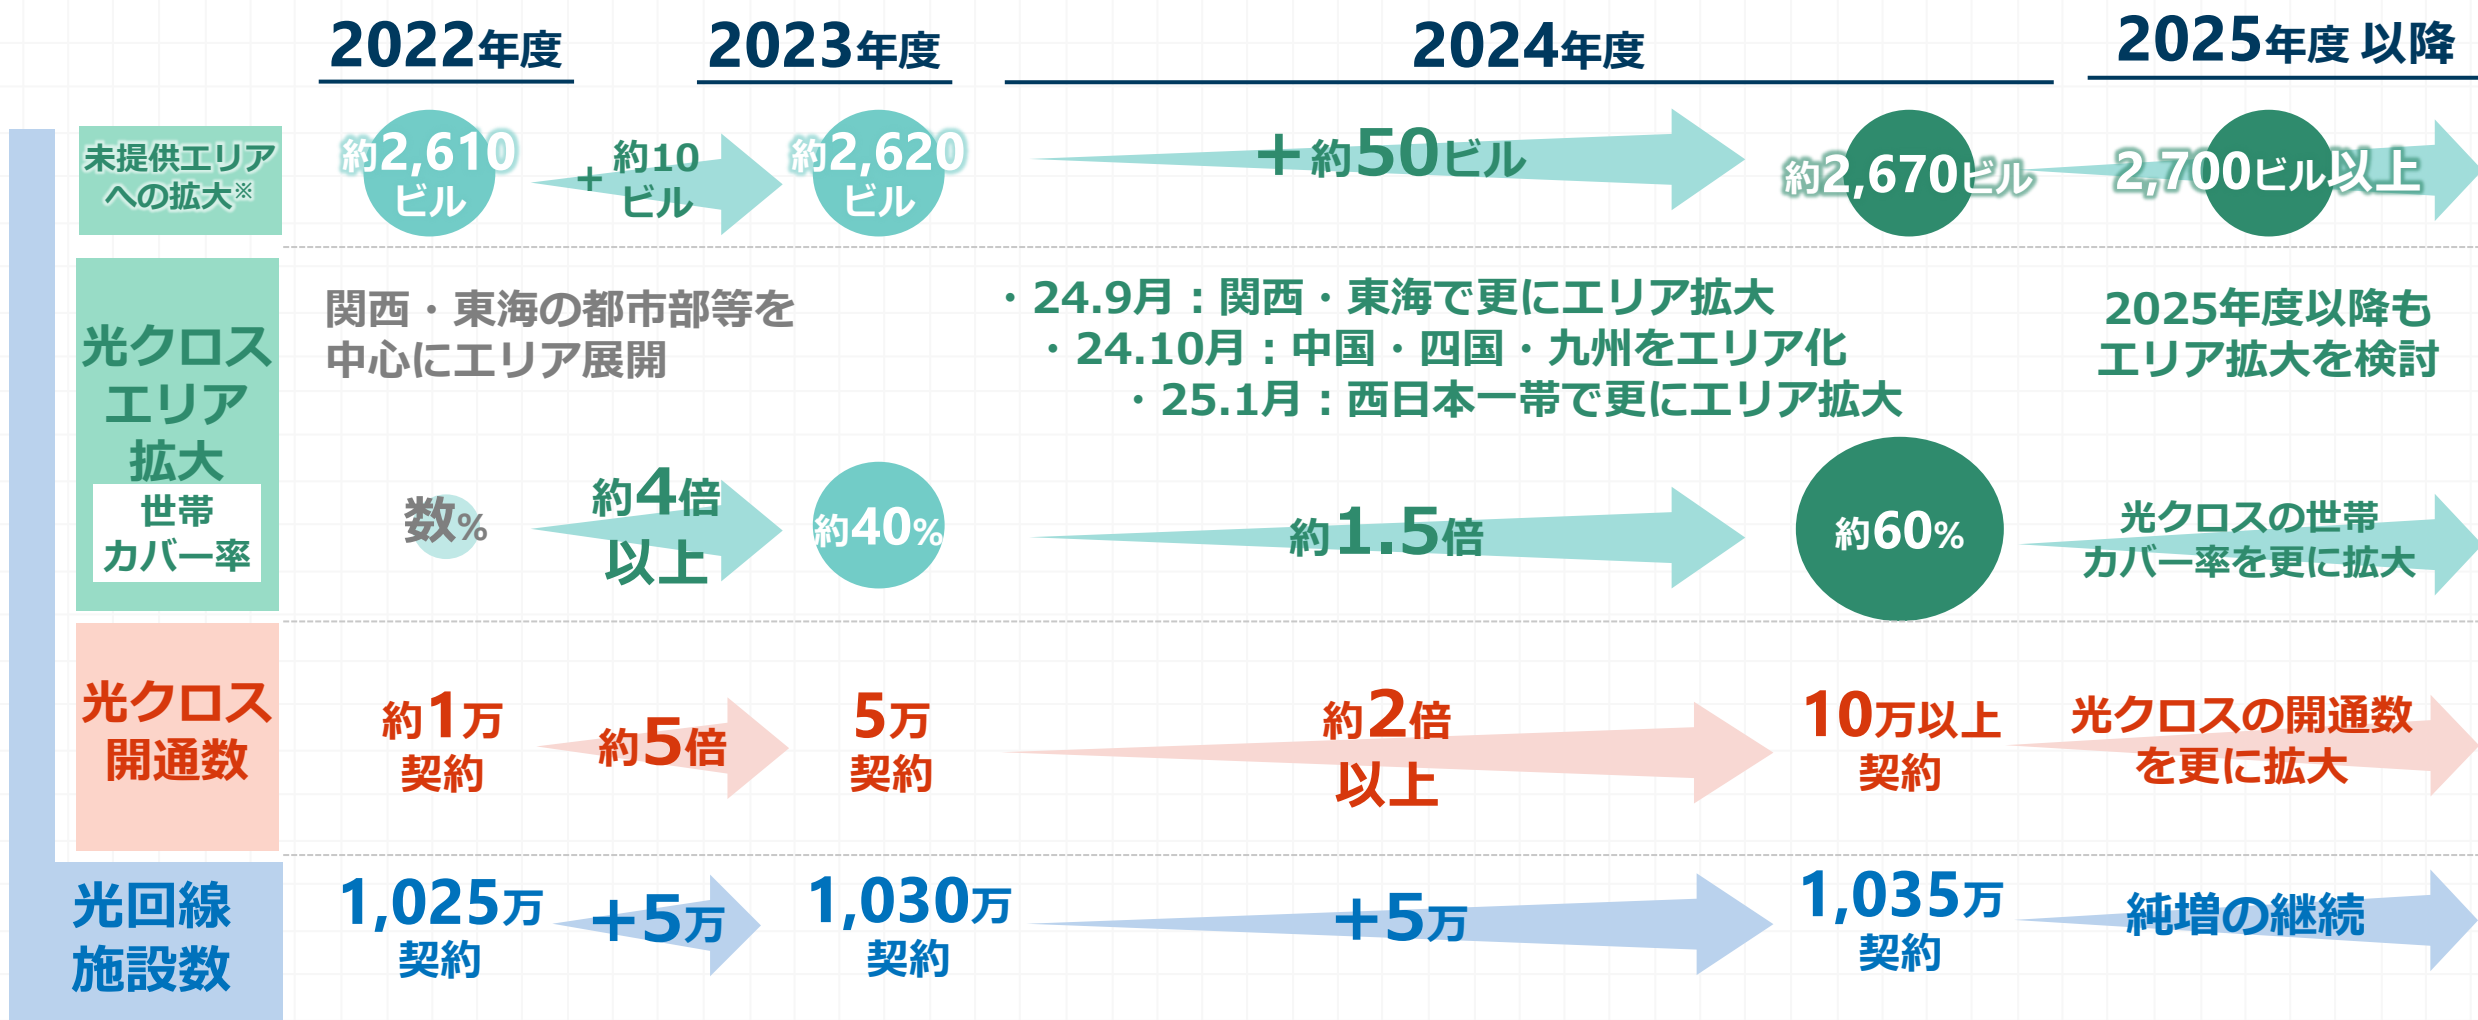 2022年度
2023年度
2024年度
2025年度 以降
未提供エリア
への拡大※
約2,610
ビル
+
約10
ビル
約2,620
ビル
+約50ビル
約2,670ビル
2,700ビル以上
光クロス
エリア
拡大
世帯
カバー率
関西・東海の都市部等を
中心にエリア展開
・24.9月:関西・東海で更にエリア拡大
・24.10月:中国・四国・九州をエリア化
・25.1月:西日本一帯で更にエリア拡大
2025年度以降も
エリア拡大を検討
数%
約4倍
以上
約40%
約1.5倍
約60%
光クロスの世帯
カバー率を更に拡大
光クロス
開通数
約1万
契約
約5倍
5万
契約
約2倍
以上
10万以上
契約
光クロスの開通数
を更に拡大
光回線
施設数
1,025万
契約
+5万
1,030万
契約
+5万
1,035万
契約
純増の継続